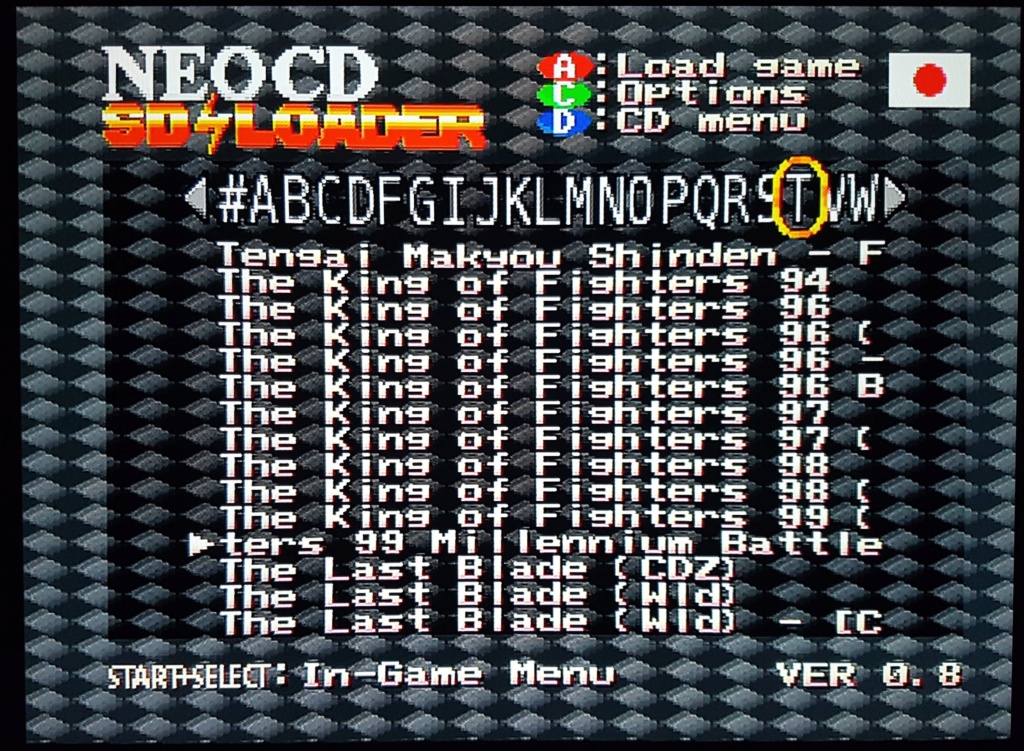 NEOCD
SD LOADER
A:Load game
C:Options
D:CD menu
#ABCDFGIJKLMNOPQRSTVW
Tengai Makyou Shinden - F
The King of Fighters 94
The King of Fighters 96
The King of Fighters 96 (
The King of Fighters 96 -
The King of Fighters 96 B
The King of Fighters 97
The King of Fighters 97 (
The King of Fighters 98
The King of Fighters 98 (
The King of Fighters 99 (
ters 99 Millennium Battle
The Last Blade (CDZ)
The Last Blade (Wld)
The Last Blade (Wld) - [C
START+SELECT: In-Game Menu
VER 0.8